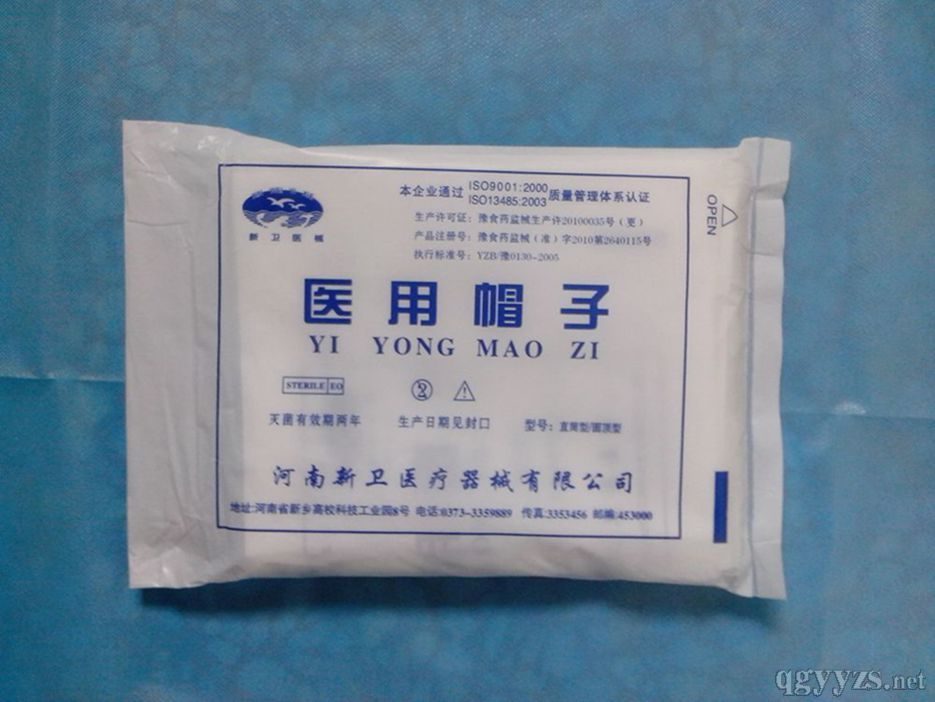 新卫医械
本企业通过 ISO9001:2000 ISO13485:2003 质量管理体系认证
生产许可证：豫食药监械生产许20100035号（更）
产品注册号：豫食药监械（准）字2010第2640115号
执行标准号：YZB/豫0130-2005
OPEN
医用帽子
YI YONG MAO ZI
STERILE EO
2
灭菌有效期两年 生产日期见封口 型号：直筒型/圆顶型
河南新卫医疗器械有限公司
地址:河南省新乡高校科技工业园8号 电话:0373-3359889 传真:3353456 邮编:453000
qgyyzs.net